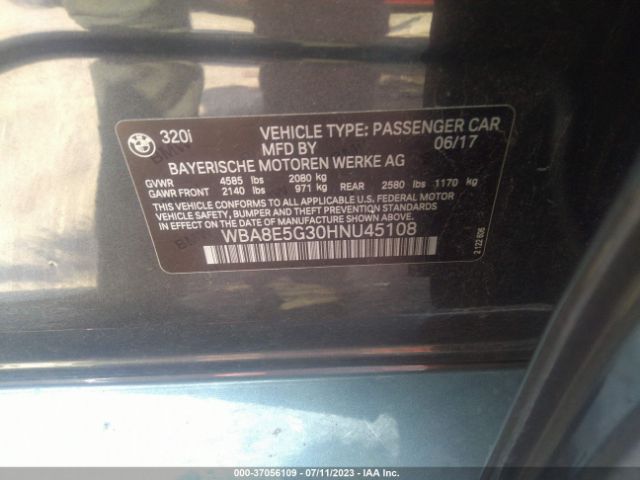 320i VEHICLE TYPE: PASSENGER CAR
MFD BY 06/17
BAYERISCHE MOTOREN WERKE AG
GVWR 4585 lbs 2080 kg
GAWR FRONT 2140 lbs 971 kg REAR 2580 lbs 1170 kg
THIS VEHICLE CONFORMS TO ALL APPLICABLE U.S. FEDERAL MOTOR
VEHICLE SAFETY, BUMPER, AND THEFT PREVENTION STANDARDS
IN EFFECT ON THE DATE OF MANUFACTURE SHOWN ABOVE.
WBA8E5G30HNU45108
2 122 606
000-37056109 - 07/11/2023 - IAA Inc.